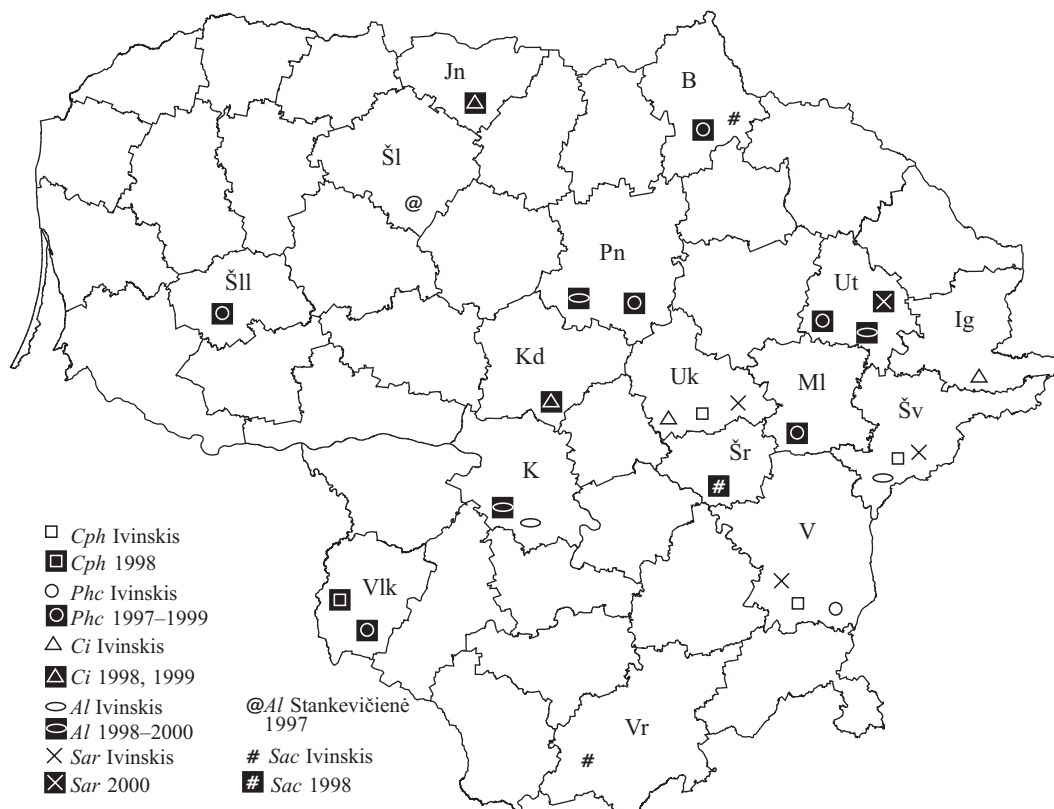 Jn
B
#
Šl
@
Pn
Šll
Ut
Ig
Kd
Uk
Ml
Šv
Šr
#
K
V
Vlk
Vr
#
Cph Ivinskis
Cph 1998
Phc Ivinskis
Phc 1997–1999
Ci Ivinskis
Ci 1998, 1999
Al Ivinskis
Al 1998–2000
Sar Ivinskis
Sar 2000
@Al Stankevičienė
1997
# Sac Ivinskis
# Sac 1998